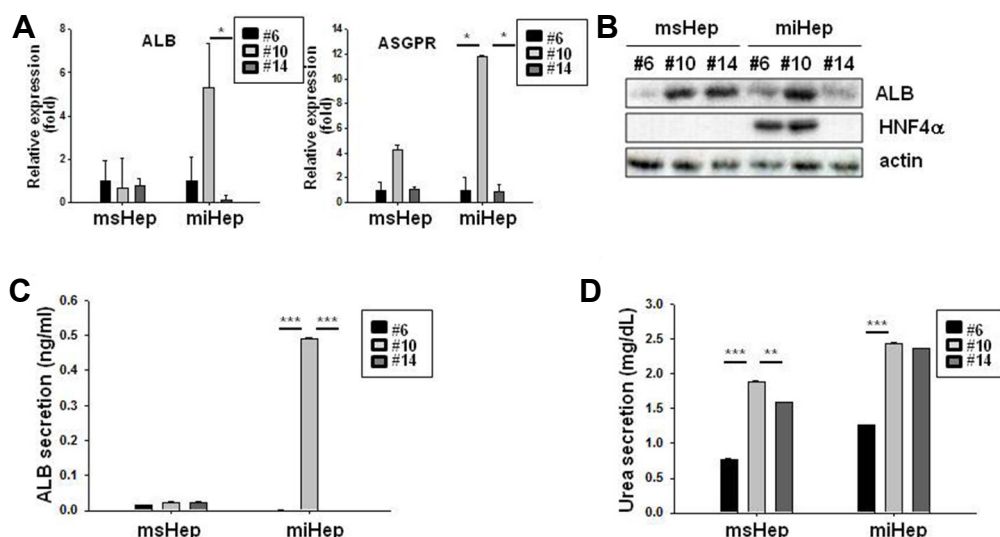 A
ALB
*
#6
#10
#14
Relative expression
(fold)
8
6
4
2
0
msHep
miHep
ASGPR
* *
#6
#10
#14
Relative expression
(fold)
14
12
10
8
6
4
2
0
msHep
miHep
B
msHep miHep
#6 #10 #14 #6 #10 #14
ALB
HNF4α
actin
C
ALB secretion (ng/ml)
0.6
0.5
0.4
0.3
0.2
0.1
0.0
*** ***
#6
#10
#14
msHep
miHep
D
Urea secretion (mg/dL)
3.0
2.5
2.0
1.5
1.0
0.5
0.0
*** **
***
#6
#10
#14
msHep
miHep